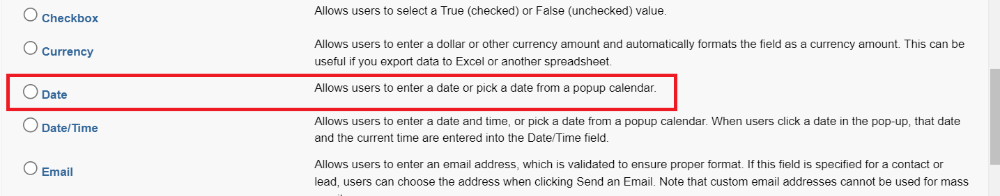 Checkbox
Allows users to select a True (checked) or False (unchecked) value.
Currency
Allows users to enter a dollar or other currency amount and automatically formats the field as a currency amount. This can be
useful if you export data to Excel or another spreadsheet.
Date
Allows users to enter a date or pick a date from a popup calendar.
Date/Time
Allows users to enter a date and time, or pick a date from a popup calendar. When users click a date in the pop-up, that date
and the current time are entered into the Date/Time field.
Email
Allows users to enter an email address, which is validated to ensure proper format. If this field is specified for a contact or
lead, users can choose the address when clicking Send an Email. Note that custom email addresses cannot be used for mass